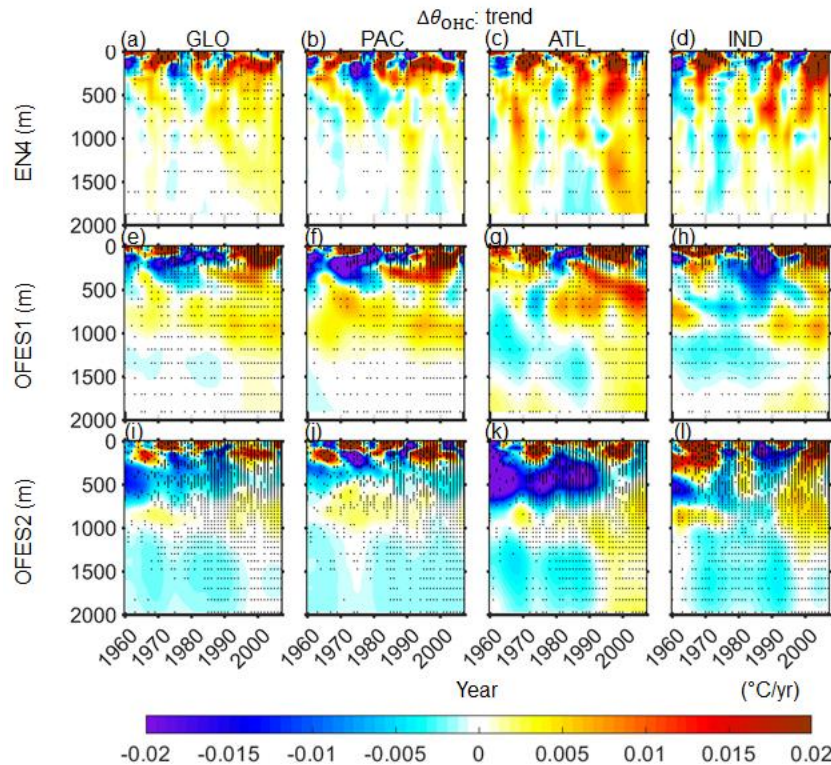 Δθ_OHC: trend
(a) GLO (b) PAC (c) ATL (d) IND
EN4 (m)
0
500
1000
1500
2000
(e) (f) (g) (h)
OFES1 (m)
0
500
1000
1500
2000
(i) (j) (k) (l)
OFES2 (m)
0
500
1000
1500
2000
1960 1970 1980 1990 2000 1960 1970 1980 1990 2000 1960 1970 1980 1990 2000 1960 1970 1980 1990 2000
Year (°C/yr)
-0.02 -0.015 -0.01 -0.005 0 0.005 0.01 0.015 0.02